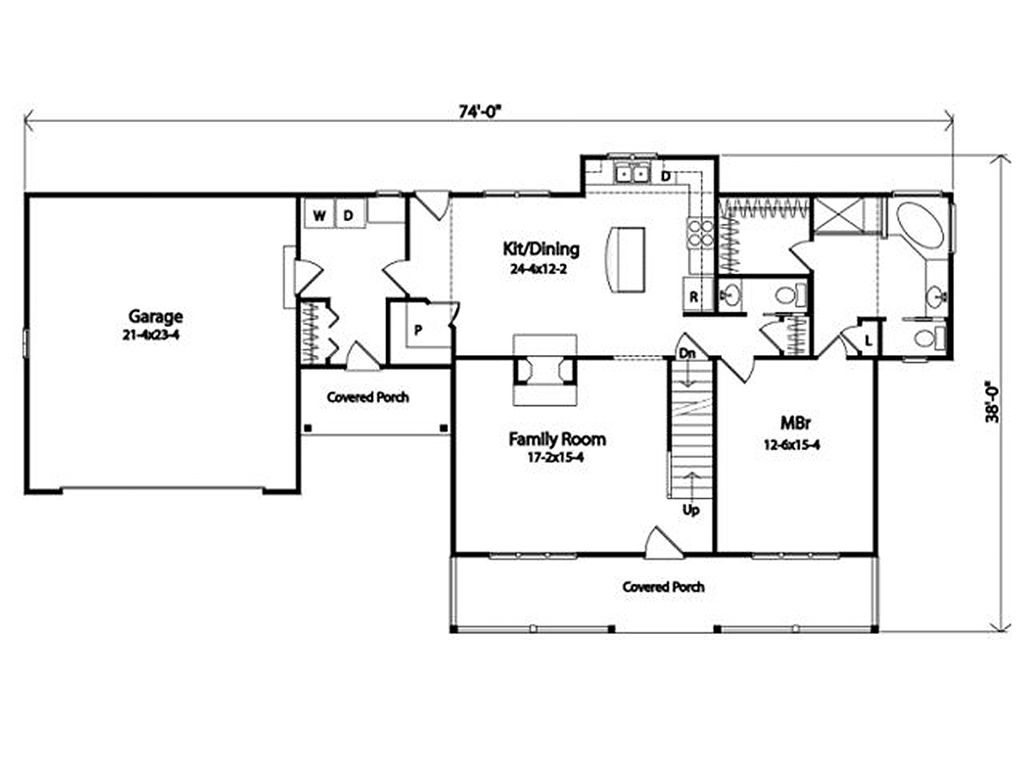 74'-0"
D
W D
Kit/Dining
24-4x12-2
R
Garage
21-4x23-4
P
L
Dn
Covered Porch
38'-0"
MBr
12-6x15-4
Family Room
17-2x15-4
Up
Covered Porch